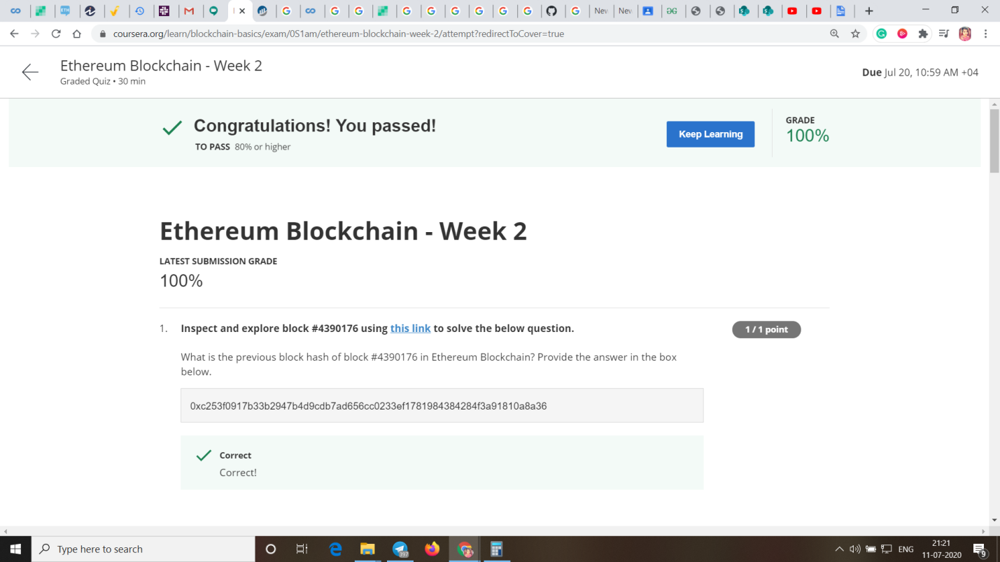 New
New
coursera.org/learn/blockchain-basics/exam/0S1am/ethereum-blockchain-week-2/attempt?redirectToCover=true
Ethereum Blockchain - Week 2
Graded Quiz • 30 min
Due Jul 20, 10:59 AM +04
Congratulations! You passed!
TO PASS 80% or higher
Keep Learning
GRADE
100%
Ethereum Blockchain - Week 2
LATEST SUBMISSION GRADE
100%
1. Inspect and explore block #4390176 using this link to solve the below question.
1 / 1 point
What is the previous block hash of block #4390176 in Ethereum Blockchain? Provide the answer in the box
below.
0xc253f0917b33b2947b4d9cdb7ad656cc0233ef1781984384284f3a91810a8a36
Correct
Correct!
Type here to search
397
ENG
21:21
11-07-2020
9